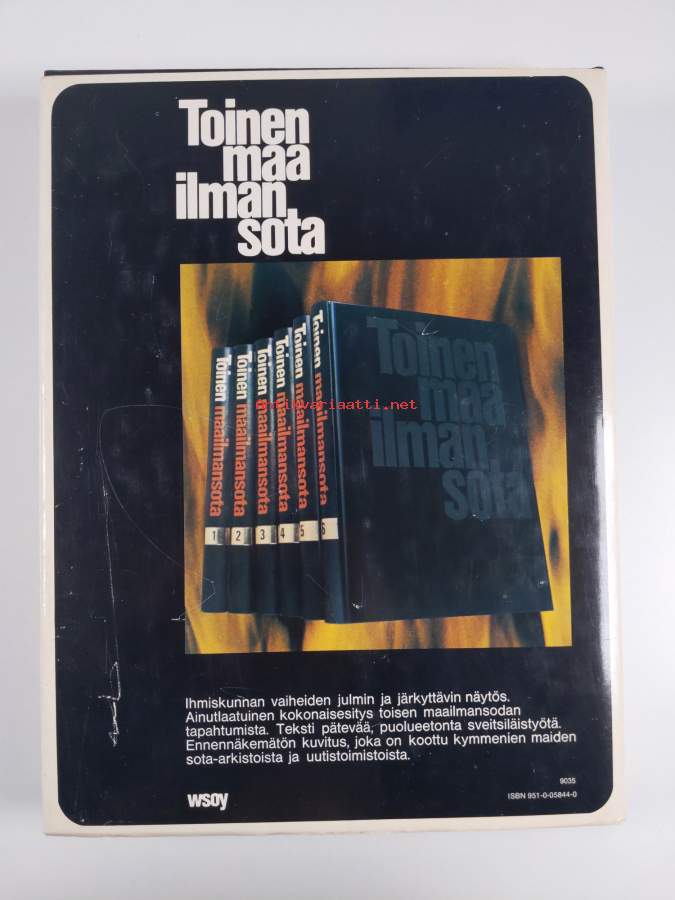 Toinen
maa
ilman
sota
Toinen maailmansota 1
Toinen maailmansota 2
Toinen maailmansota 3
Toinen maailmansota 4
Toinen maailmansota 5
Toinen maailmansota 6
Toinen
maa
ilman
sota
antikvariaatti.net
Ihmiskunnan vaiheiden julmin ja järkyttävin näytös.
Ainutlaatuinen kokonaisesitys toisen maailmansodan
tapahtumista. Teksti pätevää, puolueetonta sveitsiläistyötä.
Ennennäkemätön kuvitus, joka on koottu kymmenien maiden
sota-arkistoista ja uutistoimistoista.
9035
wsoy
ISBN 951-0-05844-0